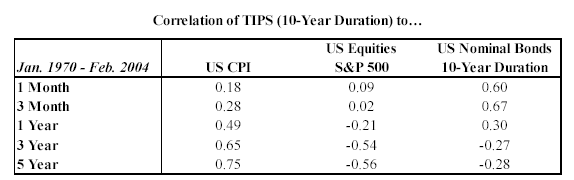 Correlation of TIPS (10-Year Duration) to…
US Equities US Nominal Bonds
Jan. 1970 - Feb. 2004 US CPI S&P 500 10-Year Duration
1 Month 0.18 0.09 0.60
3 Month 0.28 0.02 0.67
1 Year 0.49 -0.21 0.30
3 Year 0.65 -0.54 -0.27
5 Year 0.75 -0.56 -0.28